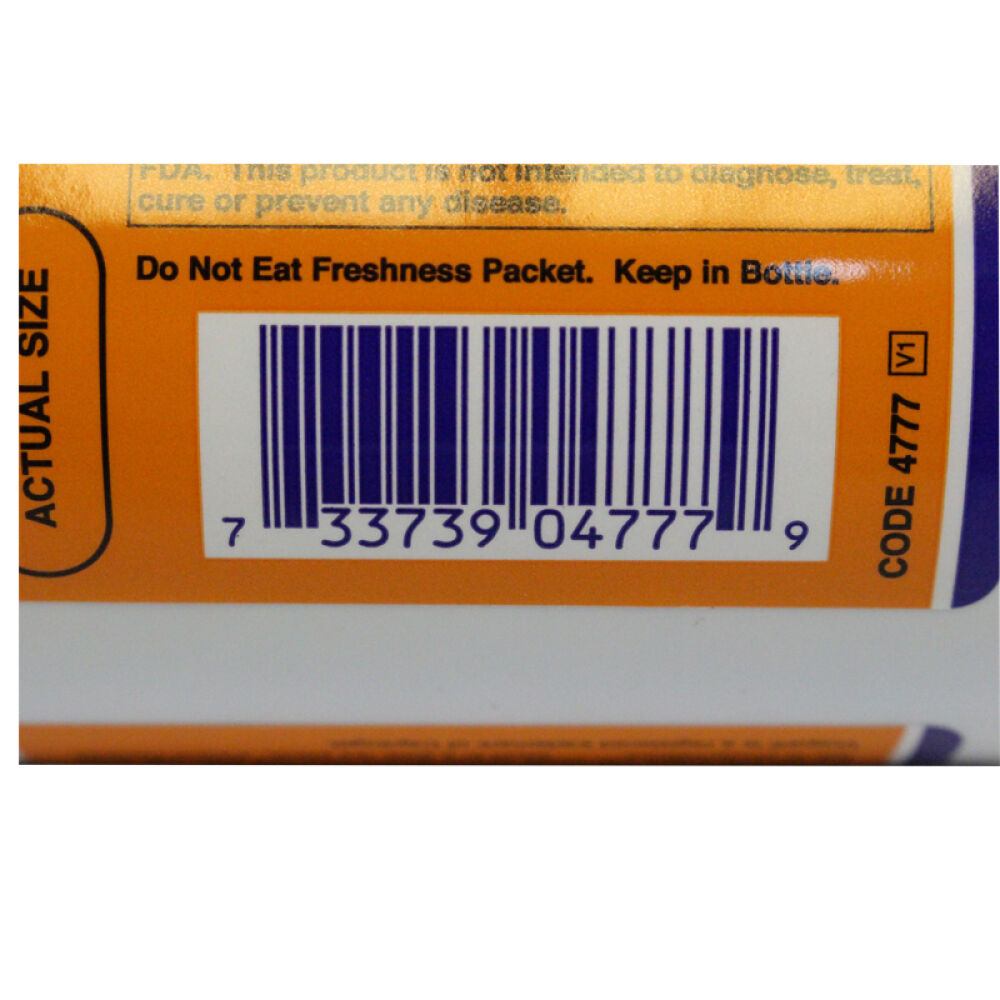 FDA. This product is not intended to diagnose, treat,
cure or prevent any disease.
Do Not Eat Freshness Packet. Keep in Bottle.
ACTUAL SIZE
7 33739 04777 9
CODE 4777 V1